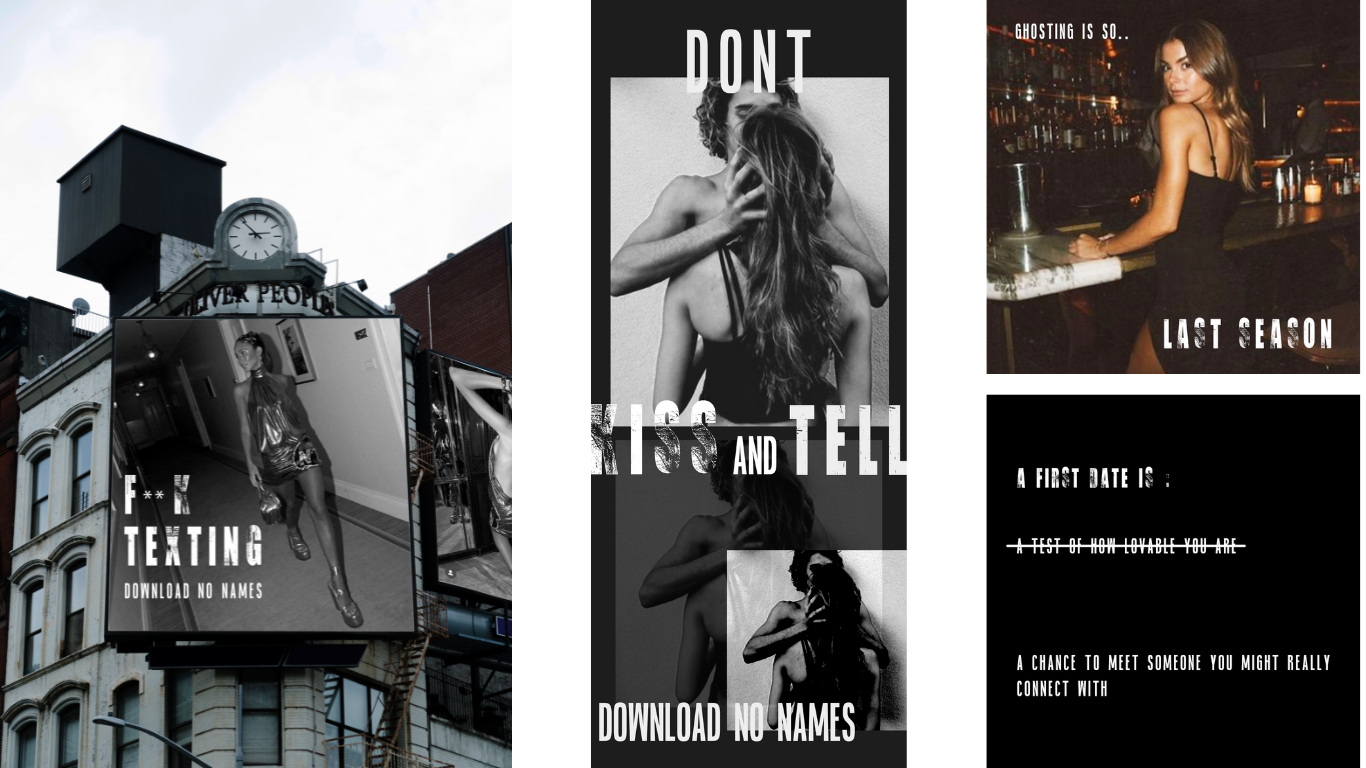 OLIVER PEOPLE
F**K
TEXTING
DOWNLOAD NO NAMES
DONT
KISS AND TELL
DOWNLOAD NO NAMES
GHOSTING IS SO..
LAST SEASON
A FIRST DATE IS :
A TEST OF HOW LOVABLE YOU ARE
A CHANCE TO MEET SOMEONE YOU MIGHT REALLY
CONNECT WITH